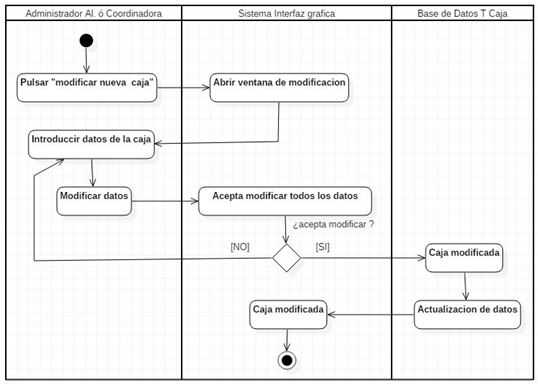 Administrador Al. ó Coordinadora
Sistema Interfaz grafica
Base de Datos T Caja
Pulsar "modificar nueva caja"
Abrir ventana de modificacion
Introduccir datos de la caja
Modificar datos
Acepta modificar todos los datos
¿acepta modificar ?
[NO]
[SI]
Caja modificada
Caja modificada
Actualizacion de datos